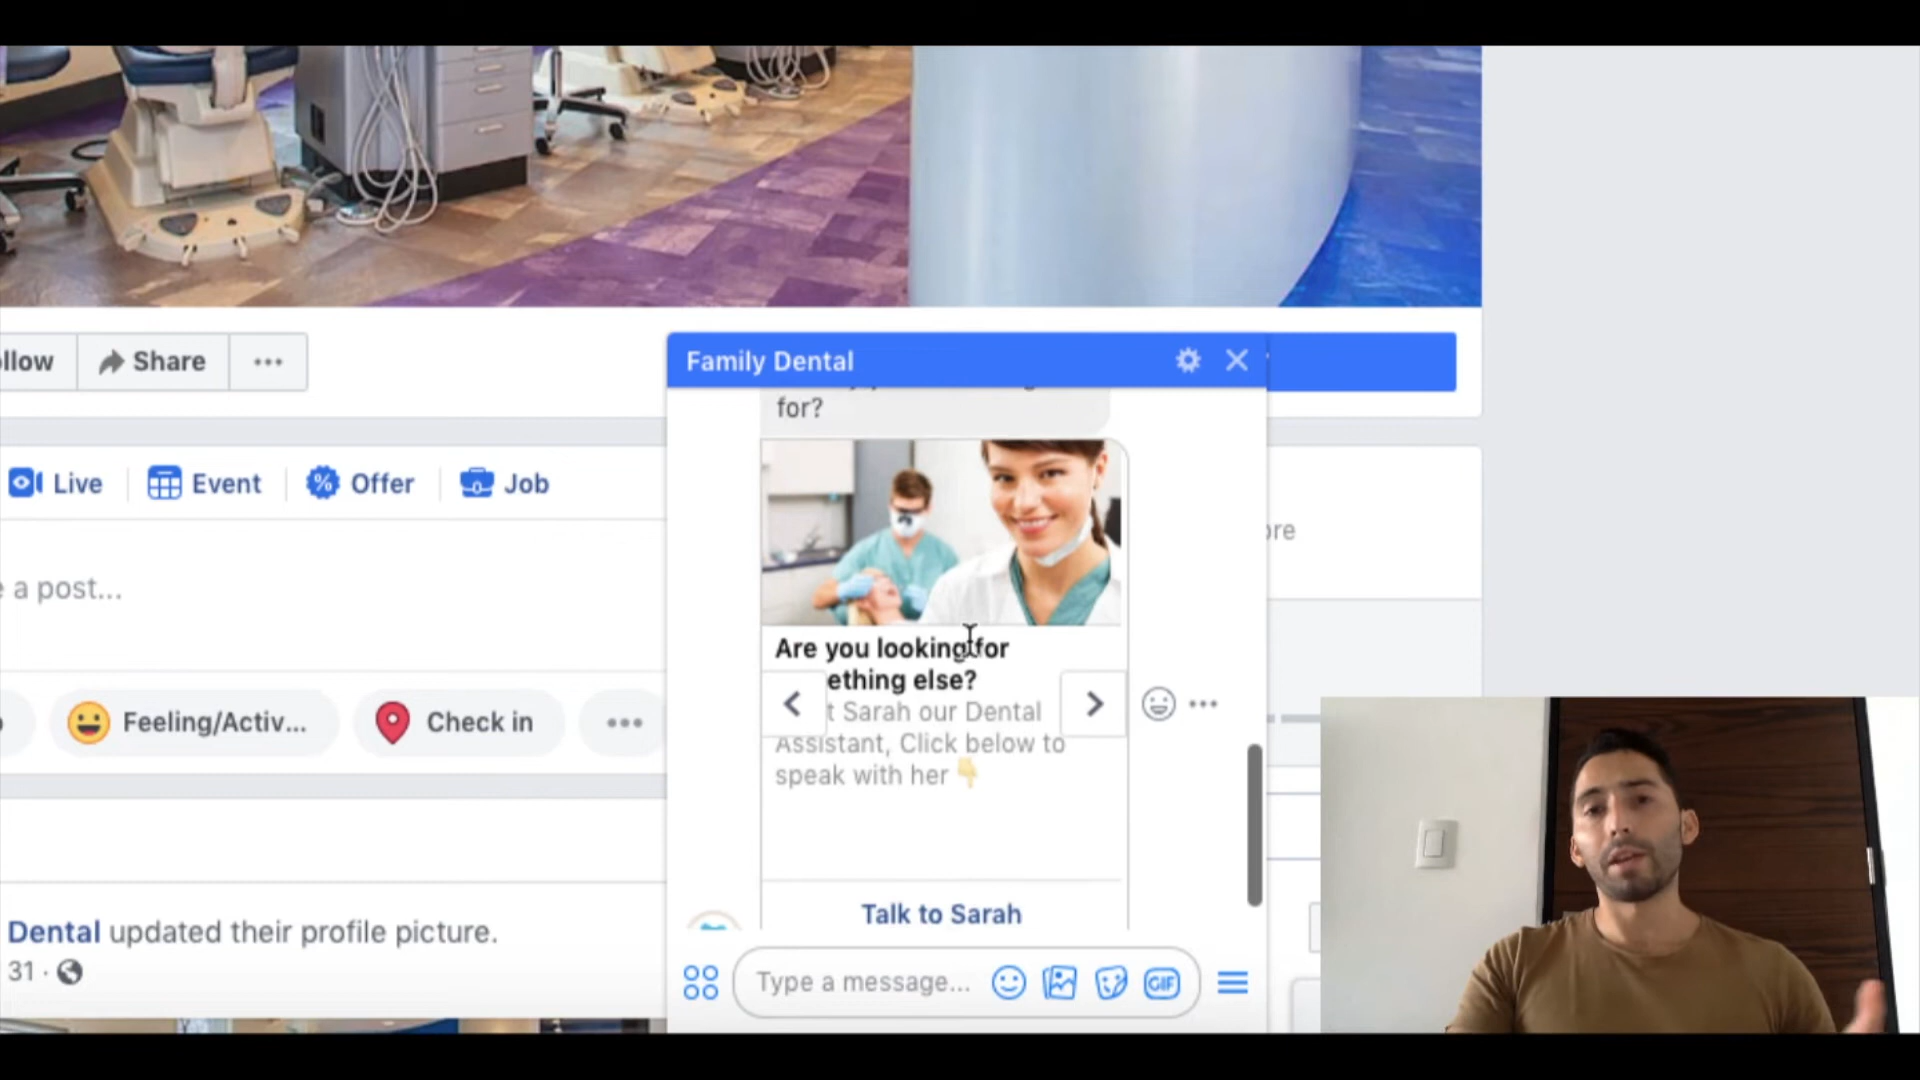 Share
Family Dental
for?
Live
Event
Offer
Job
a post...
Are you looking for
ething else?
Sarah our Dental
Assistant, Click below to
speak with her
Feeling/Activ...
Check in
Talk to Sarah
Dental updated their profile picture.
31
Type a message...
GIF